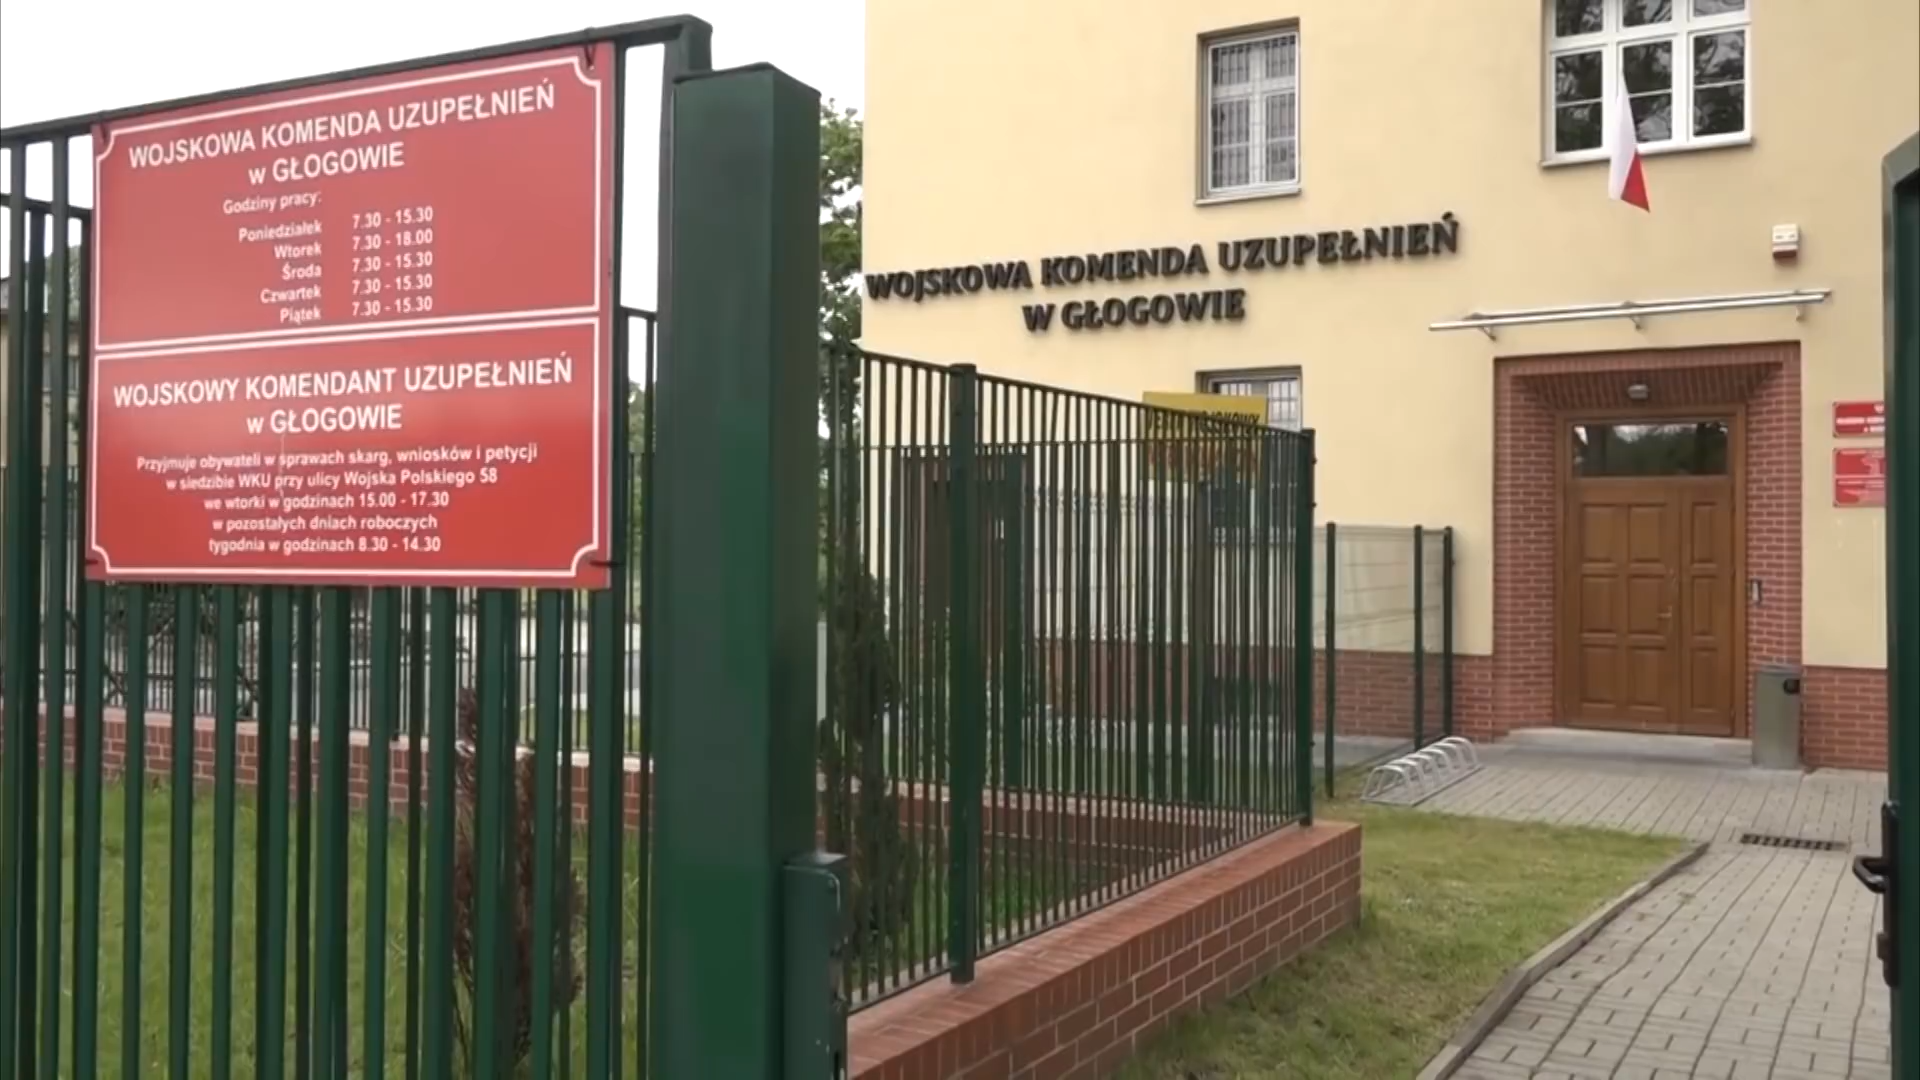 WOJSKOWA KOMENDA UZUPEŁNIEŃ
w GŁOGOWIE
Godziny pracy:
Poniedziałek 7.30 - 15.30
Wtorek 7.30 - 18.00
Środa 7.30 - 15.30
Czwartek 7.30 - 15.30
Piątek 7.30 - 15.30
WOJSKOWY KOMENDANT UZUPEŁNIEŃ
w GŁOGOWIE
Przyjmuje obywateli w sprawach skarg, wniosków i petycji
w siedzibie WKU przy ulicy Wojska Polskiego 58
we wtorki w godzinach 15.00 - 17.30
w pozostałych dniach roboczych
tygodnia w godzinach 8.30 - 14.30
WOJSKOWA KOMENDA UZUPEŁNIEŃ
W GŁOGOWIE